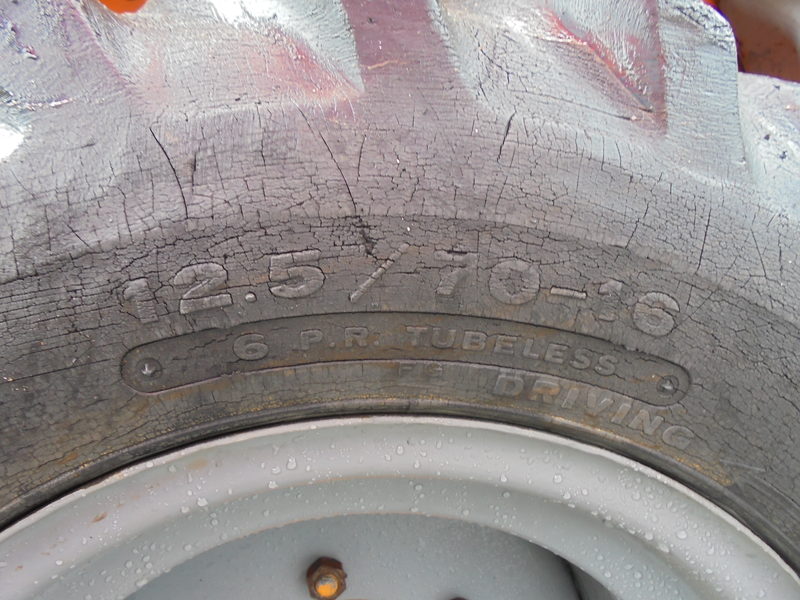 12.5/70-16
6 P.R. TUBELESS
DRIVING